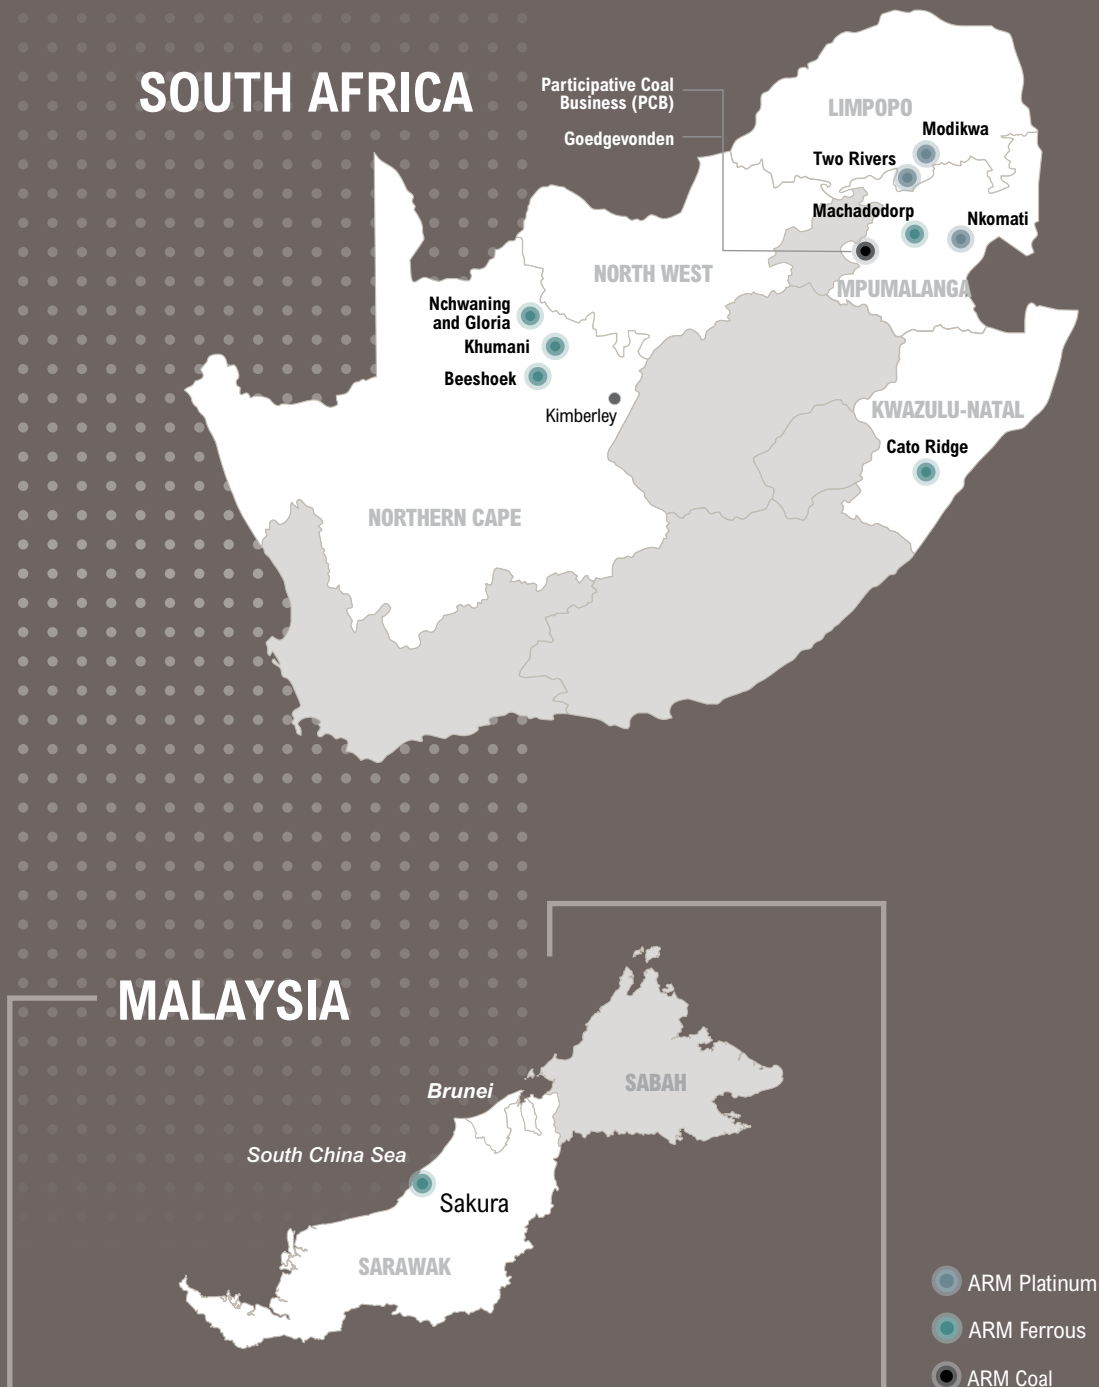 SOUTH AFRICA
Participative Coal
Business (PCB)
Goedgevonden
LIMPOPO
Modikwa
Two Rivers
Machadodorp
Nkomati
NORTH WEST
MPUMALANGA
Nchwaning
and Gloria
Khumani
Beeshoek
Kimberley
KWAZULU-NATAL
Cato Ridge
NORTHERN CAPE
MALAYSIA
SABAH
Brunei
South China Sea
Sakura
SARAWAK
ARM Platinum
ARM Ferrous
ARM Coal